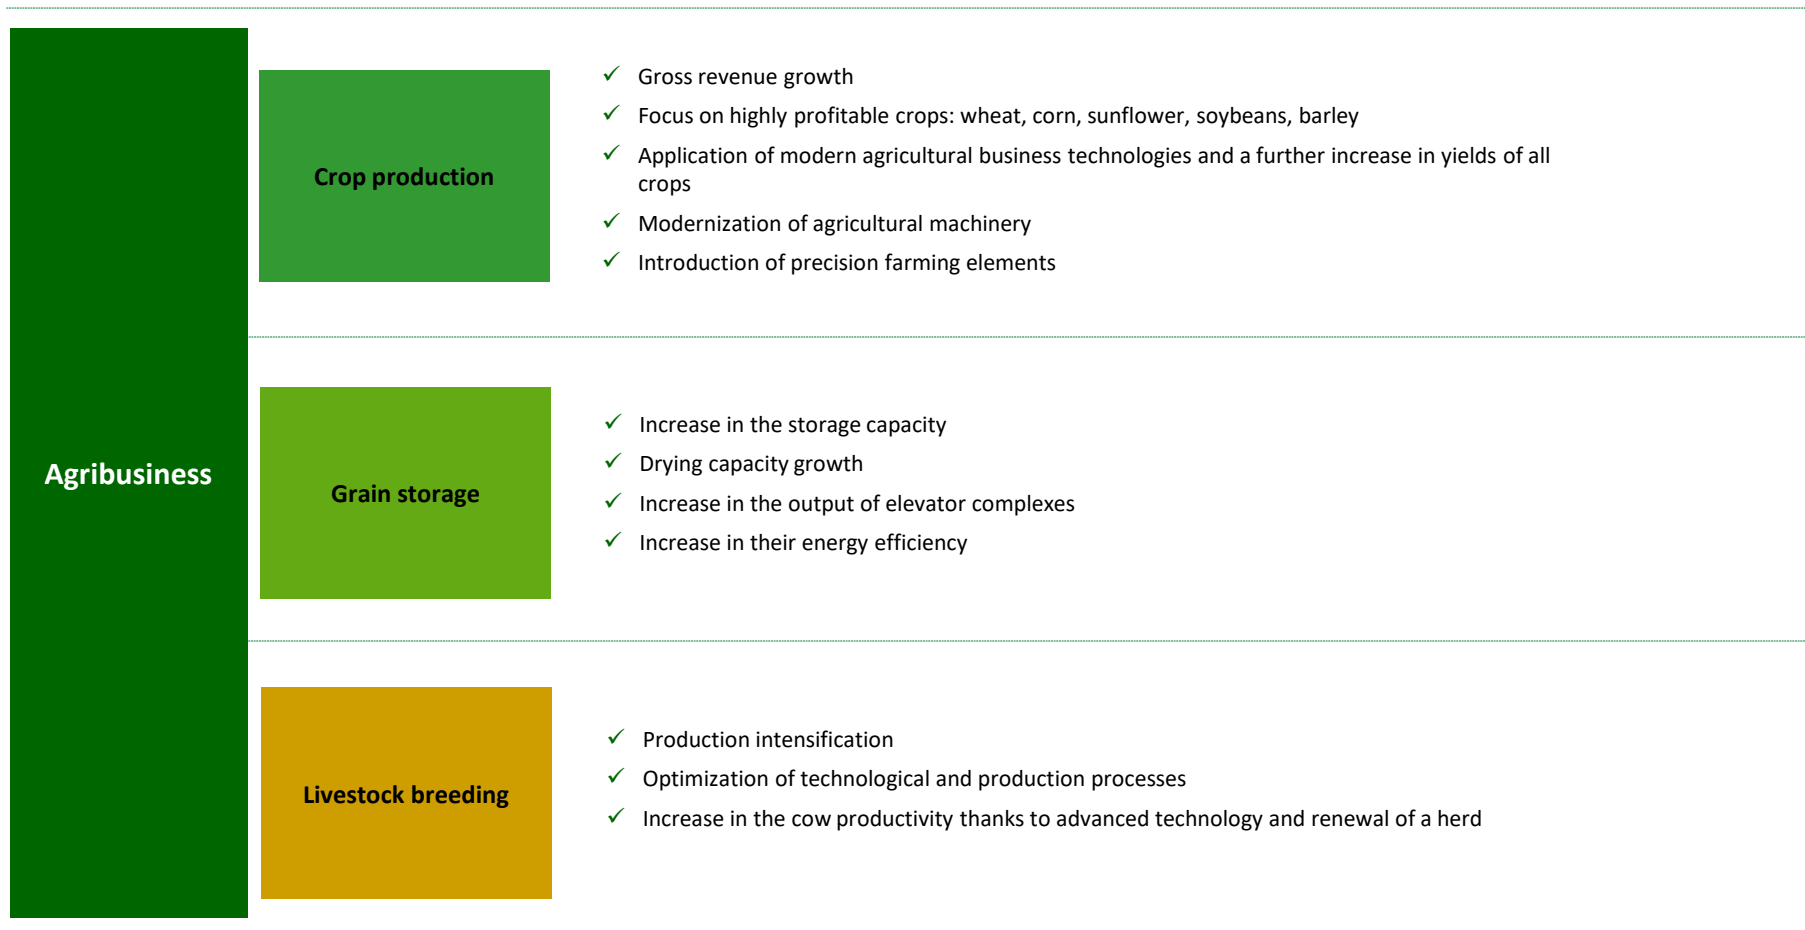 Agribusiness
Crop production
✓ Gross revenue growth
✓ Focus on highly profitable crops: wheat, corn, sunflower, soybeans, barley
✓ Application of modern agricultural business technologies and a further increase in yields of all
crops
✓ Modernization of agricultural machinery
✓ Introduction of precision farming elements
Grain storage
✓ Increase in the storage capacity
✓ Drying capacity growth
✓ Increase in the output of elevator complexes
✓ Increase in their energy efficiency
Livestock breeding
✓ Production intensification
✓ Optimization of technological and production processes
✓ Increase in the cow productivity thanks to advanced technology and renewal of a herd